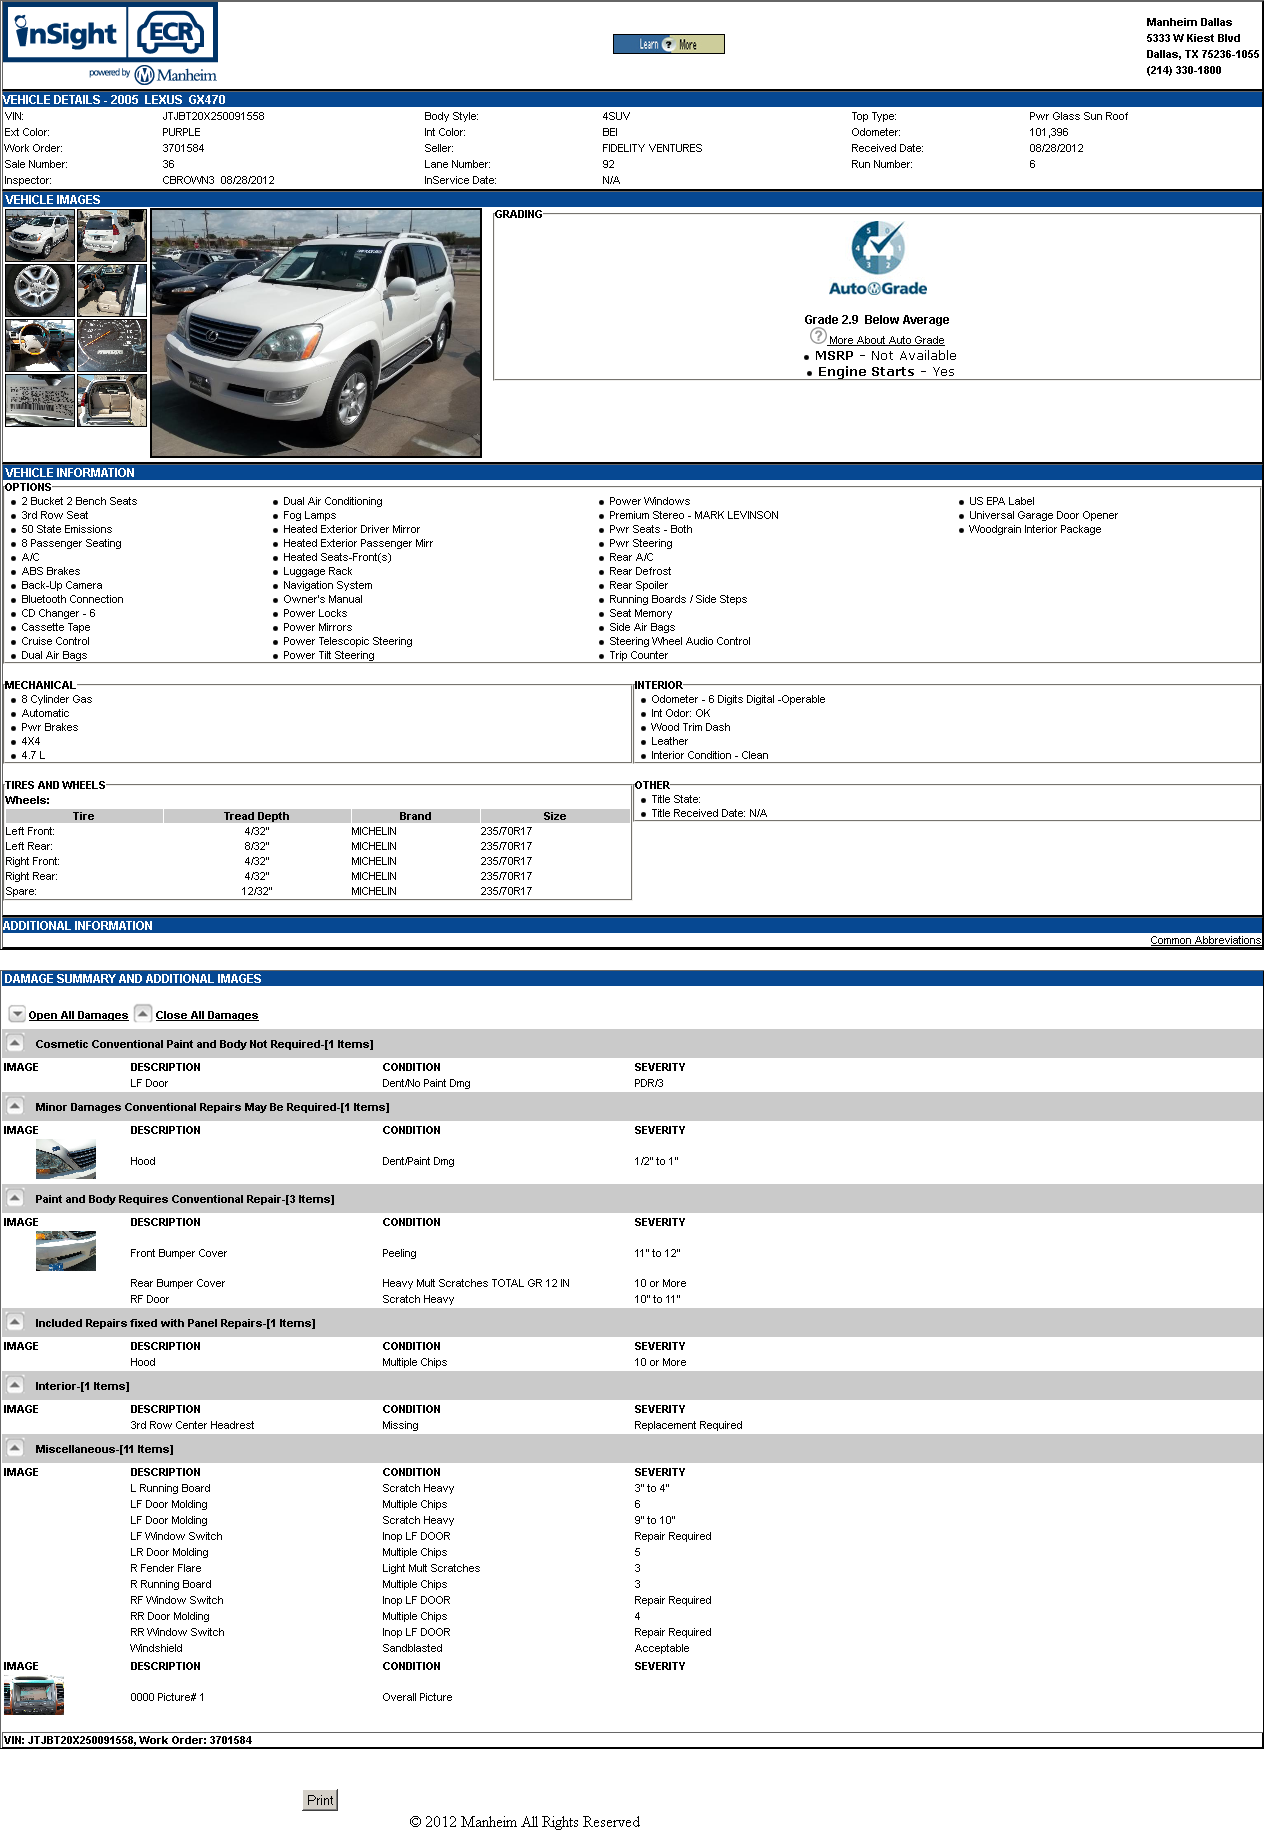 inSight ECR
powered by Manheim
Learn ? More
Manheim Dallas
5333 W Kiest Blvd
Dallas, TX 75236-1055
(214) 330-1800
VEHICLE DETAILS - 2005 LEXUS GX470
VIN: JTJBT20X250091558 Body Style: 4SUV Top Type: Pwr Glass Sun Roof
Ext Color: PURPLE Int Color: BEI Odometer: 101,396
Work Order: 3701584 Seller: FIDELITY VENTURES Received Date: 08/28/2012
Sale Number: 36 Lane Number: 92 Run Number: 6
Inspector: CBROWN3 08/28/2012 InService Date: N/A
VEHICLE IMAGES
GRADING
5 0 4 1 3 2
AutoGrade
Grade 2.9 Below Average
? More About Auto Grade
• MSRP - Not Available
• Engine Starts - Yes
VEHICLE INFORMATION
OPTIONS
• 2 Bucket 2 Bench Seats • Dual Air Conditioning • Power Windows • US EPA Label
• 3rd Row Seat • Fog Lamps • Premium Stereo - MARK LEVINSON • Universal Garage Door Opener
• 50 State Emissions • Heated Exterior Driver Mirror • Pwr Seats - Both • Woodgrain Interior Package
• 8 Passenger Seating • Heated Exterior Passenger Mirr • Pwr Steering
• A/C • Heated Seats-Front(s) • Rear A/C
• ABS Brakes • Luggage Rack • Rear Defrost
• Back-Up Camera • Navigation System • Rear Spoiler
• Bluetooth Connection • Owner's Manual • Running Boards / Side Steps
• CD Changer - 6 • Power Locks • Seat Memory
• Cassette Tape • Power Mirrors • Side Air Bags
• Cruise Control • Power Telescopic Steering • Steering Wheel Audio Control
• Dual Air Bags • Power Tilt Steering • Trip Counter
MECHANICAL
• 8 Cylinder Gas
• Automatic
• Pwr Brakes
• 4X4
• 4.7 L
INTERIOR
• Odometer - 6 Digits Digital -Operable
• Int Odor: OK
• Wood Trim Dash
• Leather
• Interior Condition - Clean
TIRES AND WHEELS
Wheels:
Tire Tread Depth Brand Size
Left Front: 4/32" MICHELIN 235/70R17
Left Rear: 8/32" MICHELIN 235/70R17
Right Front: 4/32" MICHELIN 235/70R17
Right Rear: 4/32" MICHELIN 235/70R17
Spare: 12/32" MICHELIN 235/70R17
OTHER
• Title State:
• Title Received Date: N/A
ADDITIONAL INFORMATION
Common Abbreviations
DAMAGE SUMMARY AND ADDITIONAL IMAGES
Open All Damages Close All Damages
Cosmetic Conventional Paint and Body Not Required-[1 Items]
IMAGE DESCRIPTION CONDITION SEVERITY
LF Door Dent/No Paint Dmg PDR/3
Minor Damages Conventional Repairs May Be Required-[1 Items]
IMAGE DESCRIPTION CONDITION SEVERITY
Hood Dent/Paint Dmg 1/2" to 1"
Paint and Body Requires Conventional Repair-[3 Items]
IMAGE DESCRIPTION CONDITION SEVERITY
Front Bumper Cover Peeling 11" to 12"
Rear Bumper Cover Heavy Mult Scratches TOTAL GR 12 IN 10 or More
RF Door Scratch Heavy 10" to 11"
Included Repairs fixed with Panel Repairs-[1 Items]
IMAGE DESCRIPTION CONDITION SEVERITY
Hood Multiple Chips 10 or More
Interior-[1 Items]
IMAGE DESCRIPTION CONDITION SEVERITY
3rd Row Center Headrest Missing Replacement Required
Miscellaneous-[11 Items]
IMAGE DESCRIPTION CONDITION SEVERITY
L Running Board Scratch Heavy 3" to 4"
LF Door Molding Multiple Chips 6
LF Door Molding Scratch Heavy 9" to 10"
LF Window Switch Inop LF DOOR Repair Required
LR Door Molding Multiple Chips 5
R Fender Flare Light Mult Scratches 3
R Running Board Multiple Chips 3
RF Window Switch Inop LF DOOR Repair Required
RR Door Molding Multiple Chips 4
RR Window Switch Inop LF DOOR Repair Required
Windshield Sandblasted Acceptable
IMAGE DESCRIPTION CONDITION SEVERITY
0000 Picture# 1 Overall Picture
VIN: JTJBT20X250091558, Work Order: 3701584
Print
© 2012 Manheim All Rights Reserved